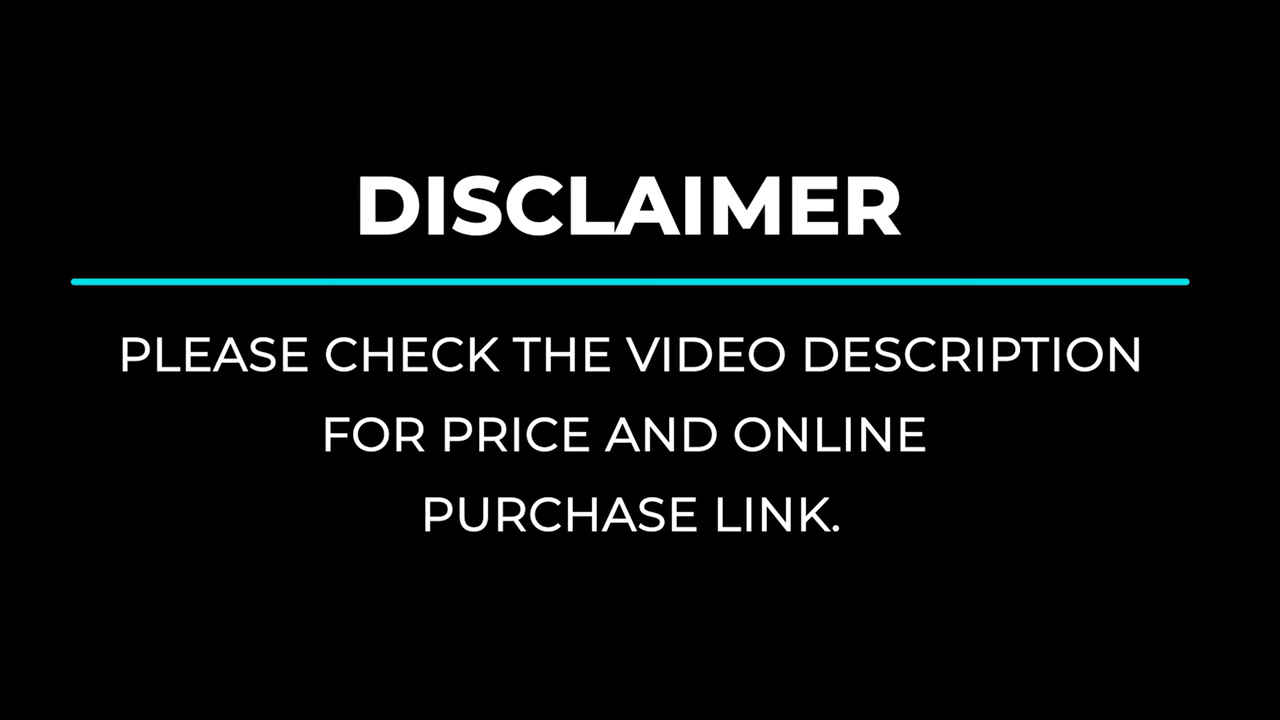 DISCLAIMER
PLEASE CHECK THE VIDEO DESCRIPTION
FOR PRICE AND ONLINE
PURCHASE LINK.